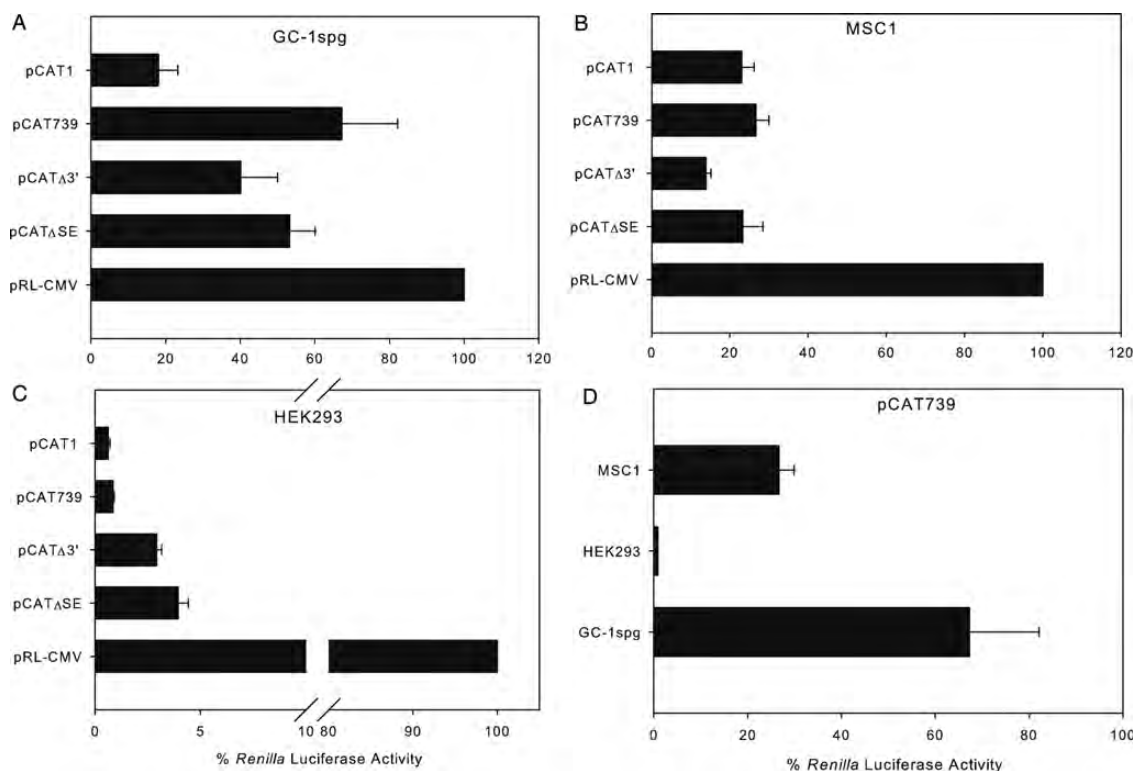 A
GC-1spg
pCAT1
pCAT739
pCATΔ3'
pCATΔSE
pRL-CMV
0 20 40 60 80 100 120
B
MSC1
pCAT1
pCAT739
pCATΔ3'
pCATΔSE
pRL-CMV
0 20 40 60 80 100 120
C
HEK293
pCAT1
pCAT739
pCATΔ3'
pCATΔSE
pRL-CMV
0 5 10 80 90 100
% Renilla Luciferase Activity
D
pCAT739
MSC1
HEK293
GC-1spg
0 20 40 60 80 100
% Renilla Luciferase Activity